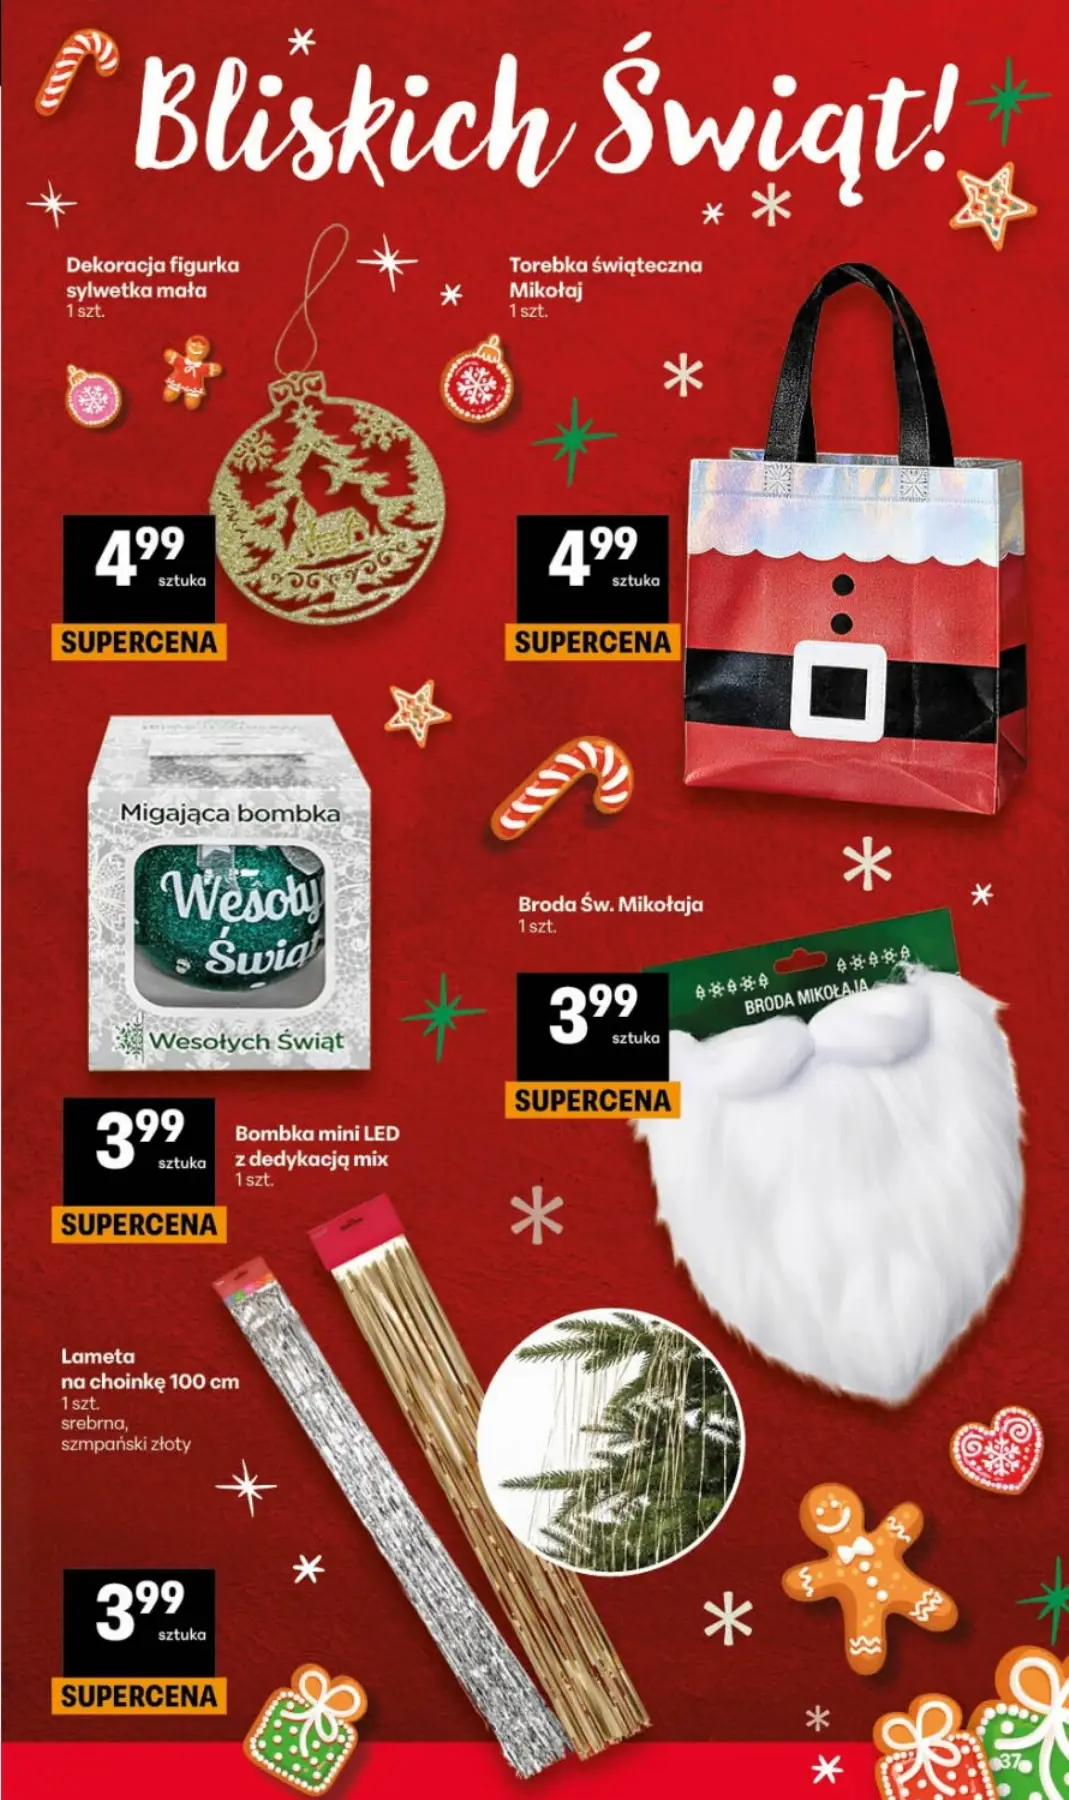 Bliskich Świąt!
Dekoracja figurka
sylwetka mała
1 szt.
4 99
sztuka
SUPERCENA
Torebka świąteczna
Mikołaj
1 szt.
4 99
sztuka
SUPERCENA
Migająca bombka
Wesoły
Świąt
Wesołych Świąt
3 99
sztuka
SUPERCENA
Bombka mini LED
z dedykacją mix
1 szt.
Broda Św. Mikołaja
1 szt.
3 99
sztuka
SUPERCENA
BRODA MIKOŁAJA
Lameta
na choinkę 100 cm
1 szt.
srebrna,
szmpański złoty
3 99
sztuka
SUPERCENA
37